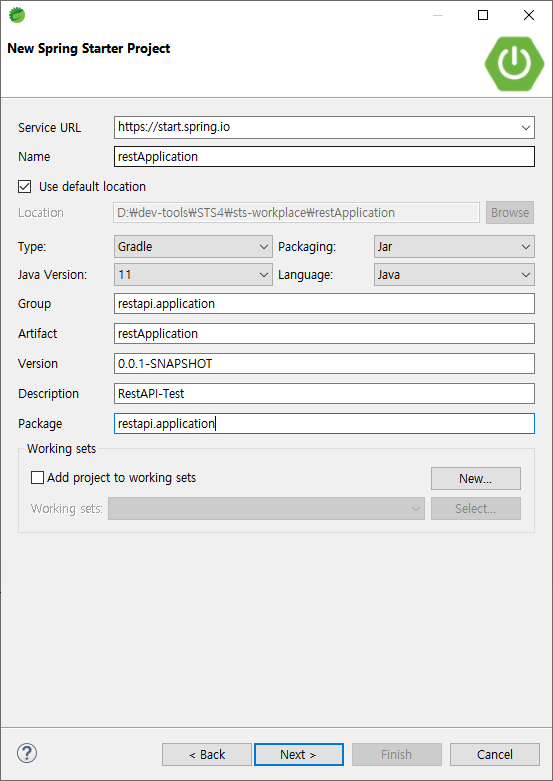 New Spring Starter Project
Service URL https://start.spring.io
Name restApplication
Use default location
Location D:₩dev-tools₩STS4₩sts-workplace₩restApplication Browse
Type: Gradle Packaging: Jar
Java Version: 11 Language: Java
Group restapi.application
Artifact restApplication
Version 0.0.1-SNAPSHOT
Description RestAPI-Test
Package restapi.application
Working sets
Add project to working sets New...
Working sets: Select...
? < Back Next > Finish Cancel